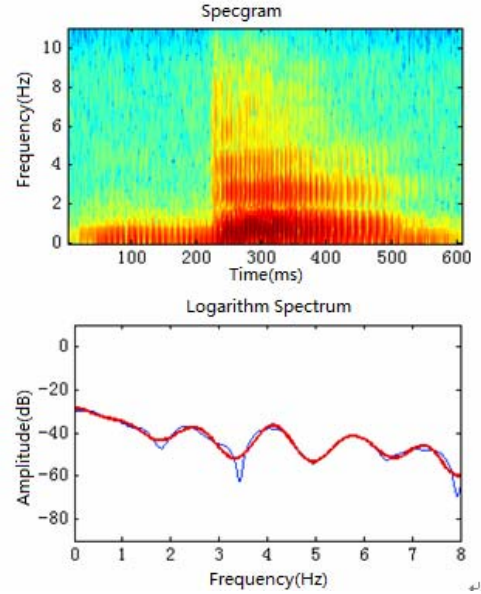 Specgram
10
8
6
4
2
0
Frequency(Hz)
100 200 300 400 500 600
Time(ms)
Logarithm Spectrum
0
-20
-40
-60
-80
Amplitude(dB)
0 1 2 3 4 5 6 7 8
Frequency(Hz)